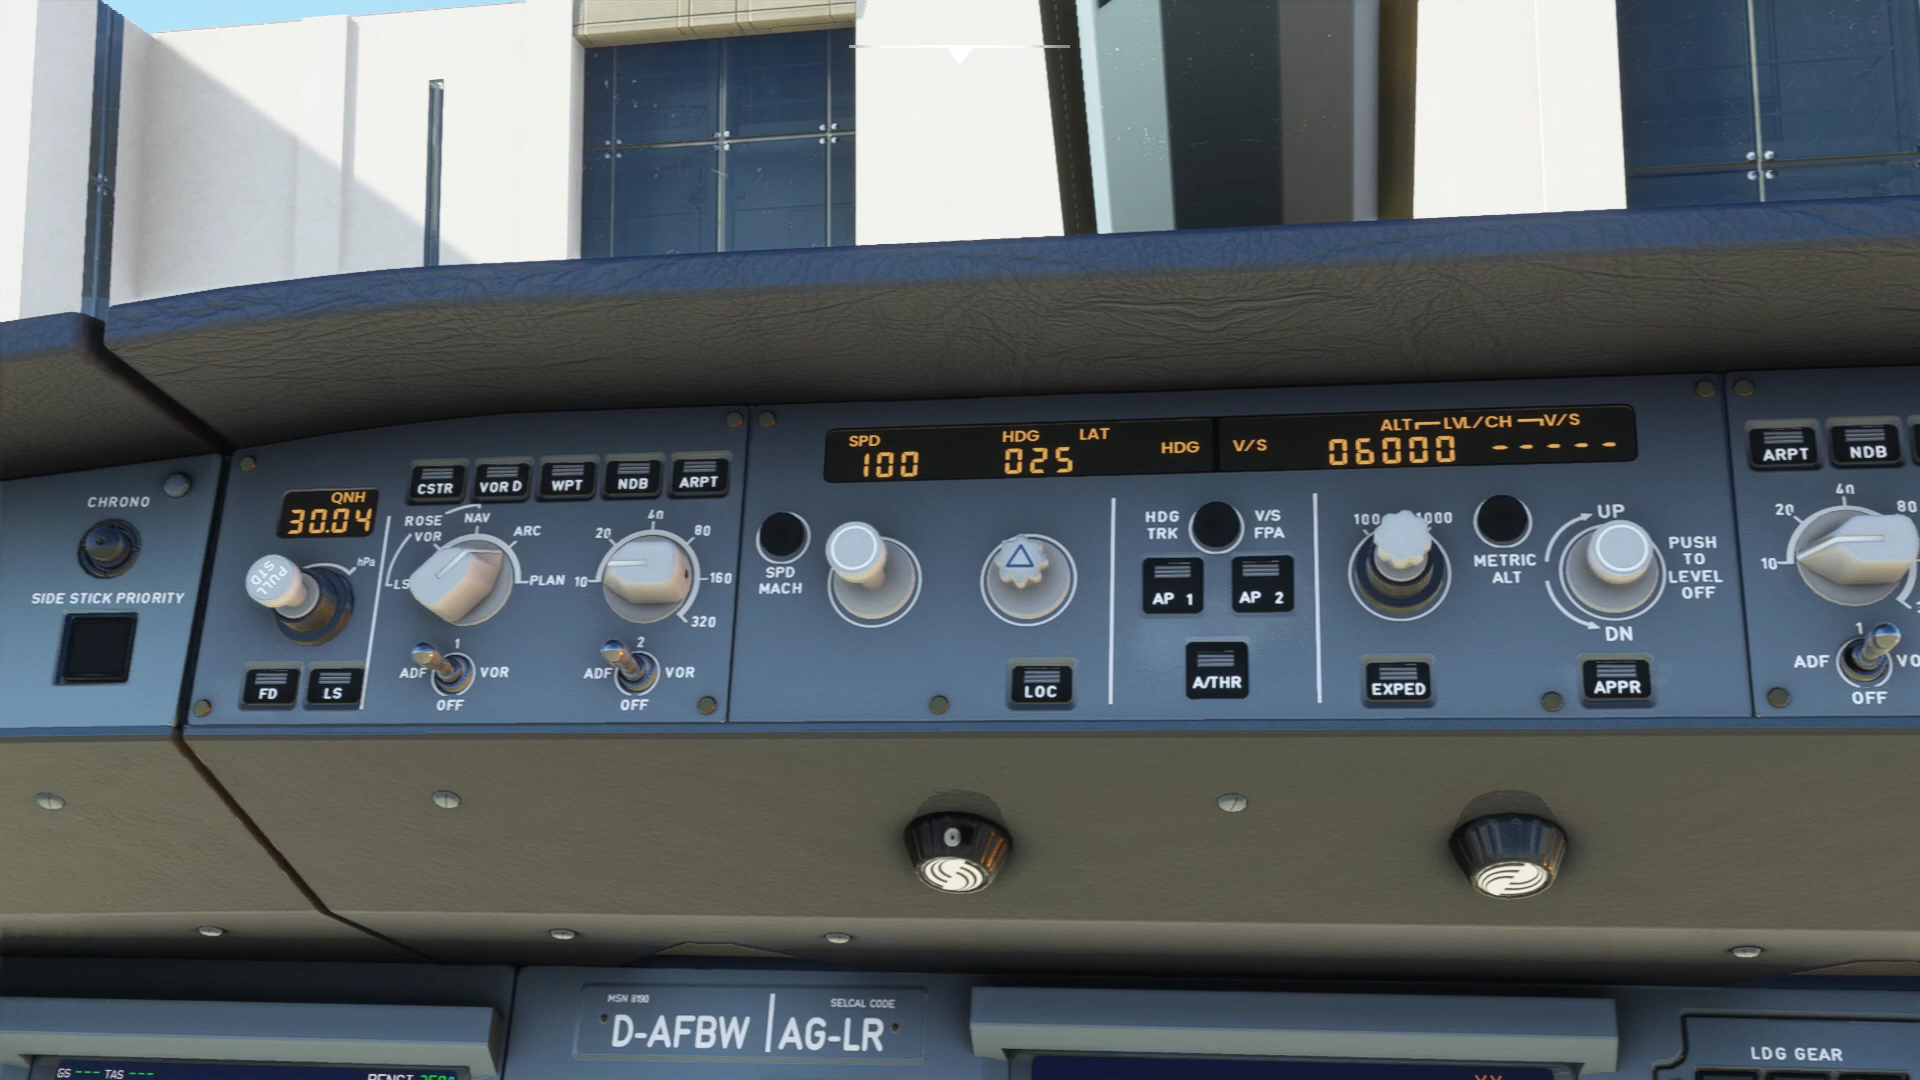 SPD
HDG
LAT
HDG
100
025
ALT LVL/CH V/S
V/S
06000 -----
CHRONO
SIDE STICK PRIORITY
QNH
30.04
PULL STD
hPa
CSTR
VOR D
WPT
NDB
ARPT
ROSE
VOR
NAV
ARC
LS
PLAN
10
20
40
80
160
320
FD
LS
ADF
1
VOR
OFF
ADF
2
VOR
OFF
SPD
MACH
LOC
HDG
TRK
V/S
FPA
AP 1
AP 2
A/THR
100
1000
METRIC
ALT
UP
DN
PUSH
TO
LEVEL
OFF
EXPED
APPR
ARPT
NDB
10
20
40
80
ADF
1
OFF
0
MSN 8190
SELCAL CODE
D-AFBW
AG-LR
LDG GEAR
GS --- TAS ---